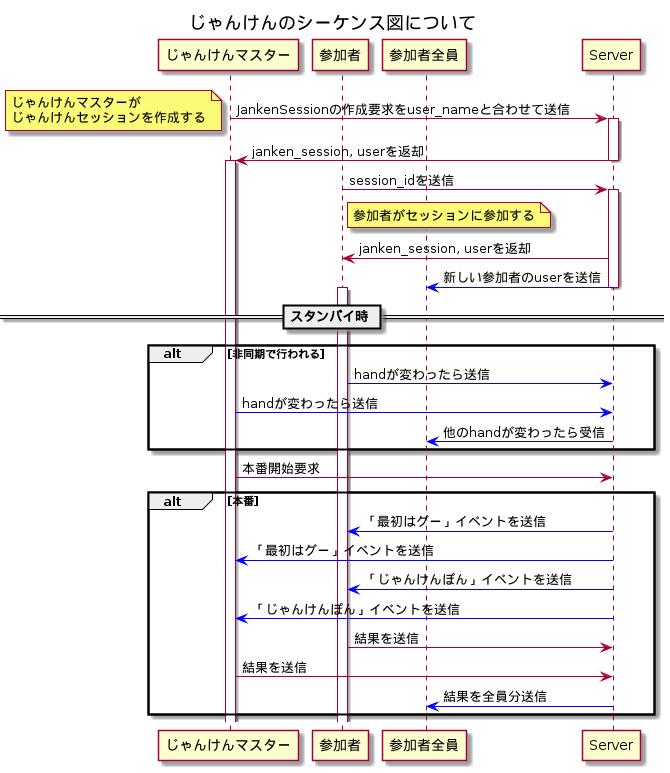 じゃんけんのシーケンス図について
じゃんけんマスター
参加者
参加者全員
Server
じゃんけんマスターが
じゃんけんセッションを作成する
JankenSessionの作成要求をuser_nameと合わせて送信
janken_session, userを返却
session_idを送信
参加者がセッションに参加する
janken_session, userを返却
新しい参加者のuserを送信
スタンバイ時
alt [非同期で行われる]
handが変わったら送信
handが変わったら送信
他のhandが変わったら受信
本番開始要求
alt [本番]
「最初はグー」イベントを送信
「最初はグー」イベントを送信
「じゃんけんぽん」イベントを送信
「じゃんけんぽん」イベントを送信
結果を送信
結果を送信
結果を全員分送信
じゃんけんマスター
参加者
参加者全員
Server